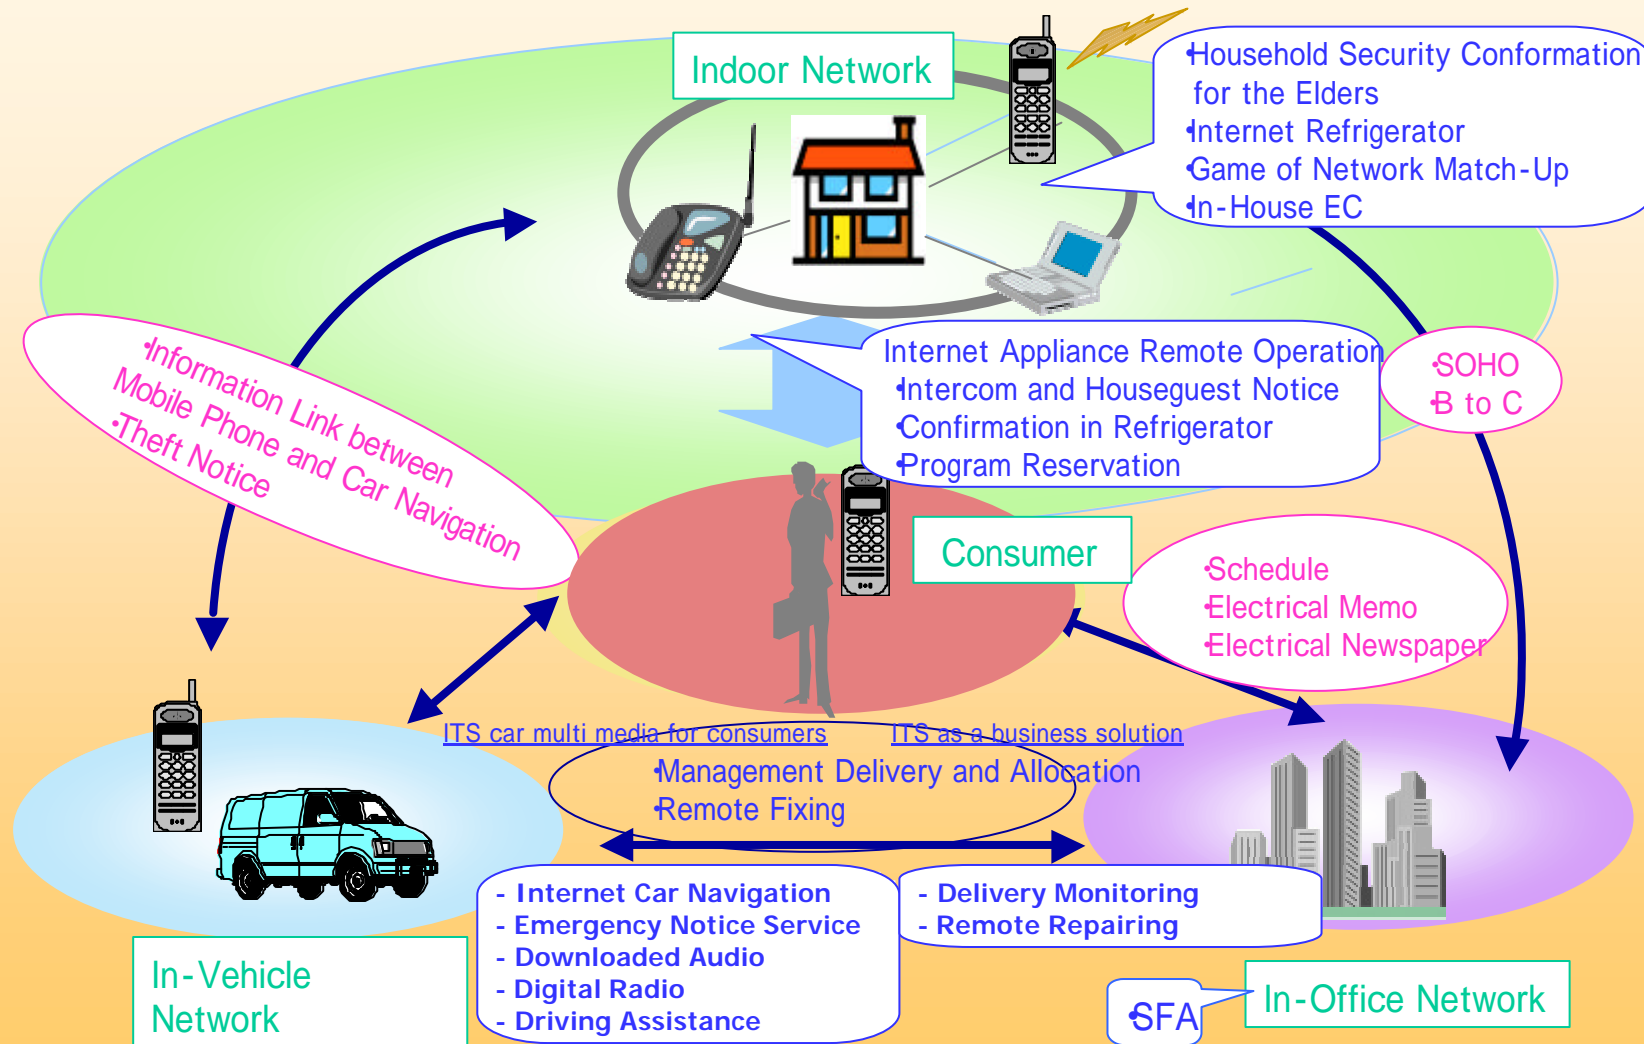 Indoor Network
•Household Security Conformation
for the Elders
•Internet Refrigerator
•Game of Network Match-Up
•In-House EC
•Information Link between
Mobile Phone and Car Navigation
•Theft Notice
Internet Appliance Remote Operation
•Intercom and Houseguest Notice
•Confirmation in Refrigerator
•Program Reservation
•SOHO
•B to C
Consumer
•Schedule
•Electrical Memo
•Electrical Newspaper
ITS car multi media for consumers
ITS as a business solution
•Management Delivery and Allocation
•Remote Fixing
- Internet Car Navigation
- Emergency Notice Service
- Downloaded Audio
- Digital Radio
- Driving Assistance
- Delivery Monitoring
- Remote Repairing
In-Vehicle
Network
•SFA
In-Office Network